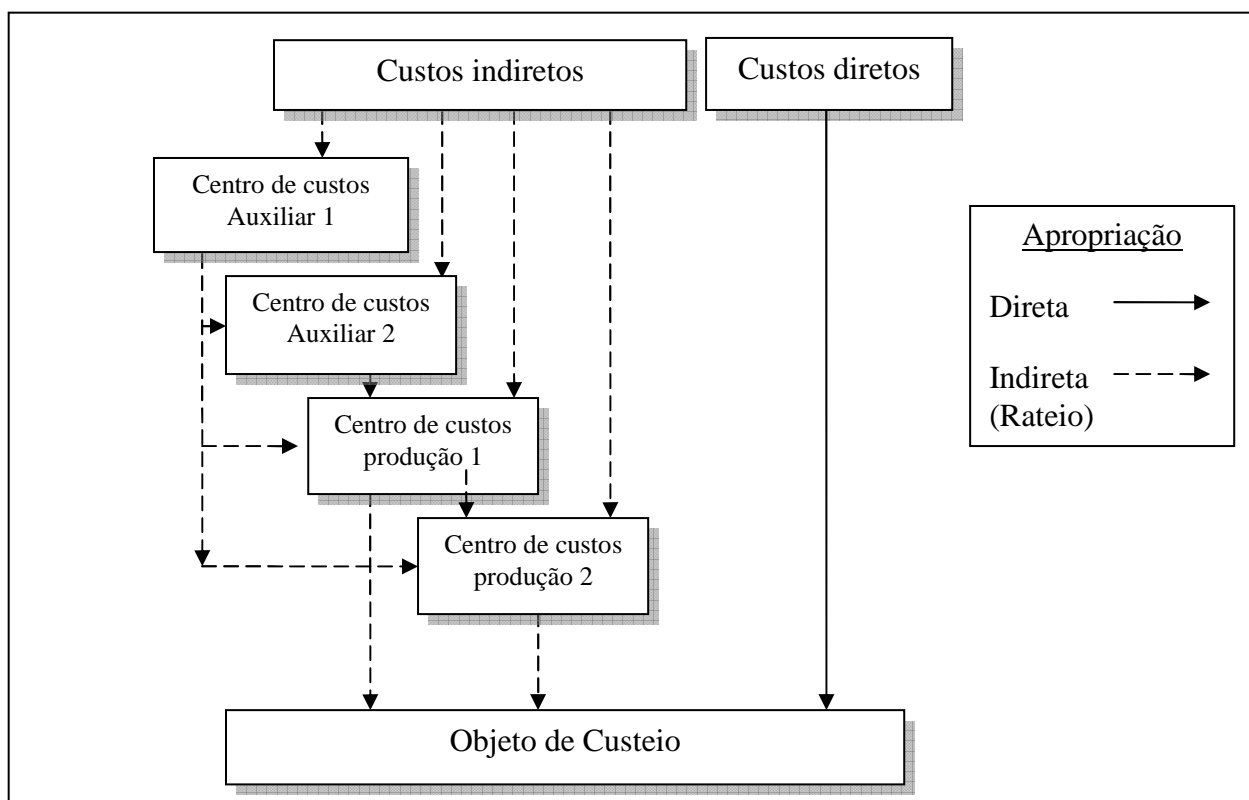 Custos indiretos
Custos diretos
Centro de custos
Auxiliar 1
Centro de custos
Auxiliar 2
Centro de custos
produção 1
Centro de custos
produção 2
Objeto de Custeio
Apropriação
Direta
Indireta
(Rateio)